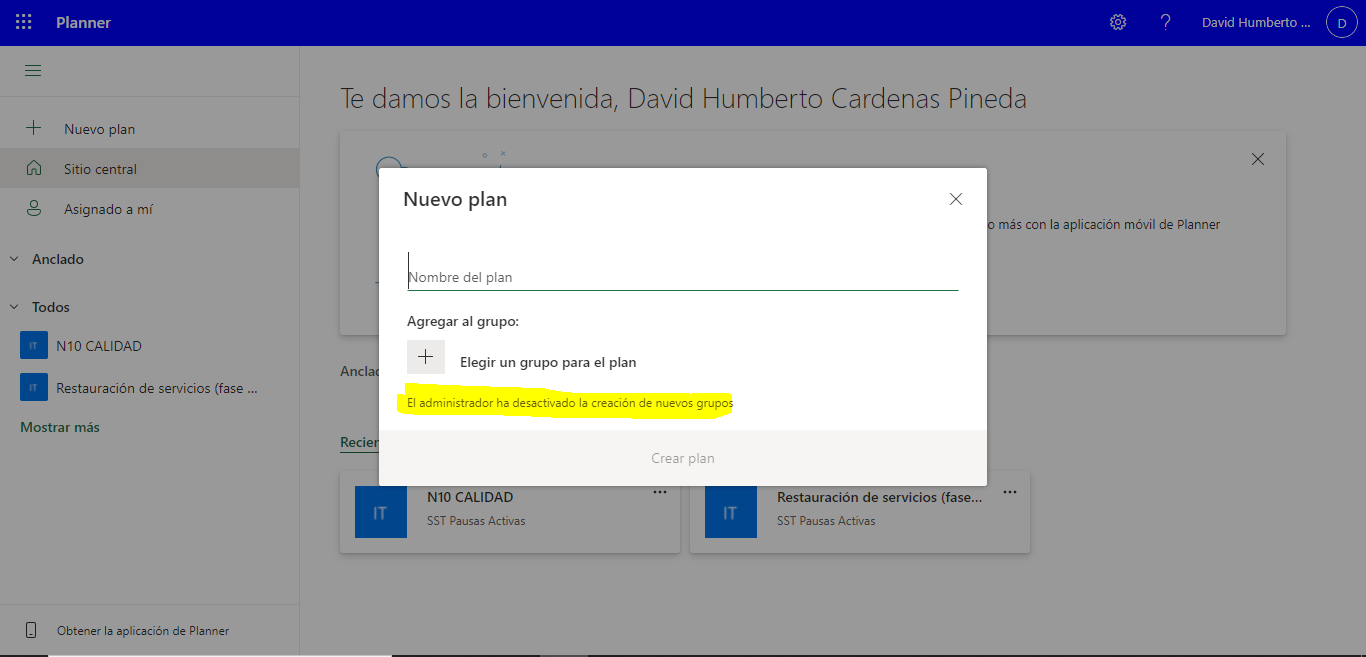 Planner
?
David Humberto ...
D
Nuevo plan
Sitio central
Asignado a mí
Anclado
Todos
IT N10 CALIDAD
IT Restauración de servicios (fase ...
Mostrar más
Obtener la aplicación de Planner
Te damos la bienvenida, David Humberto Cardenas Pineda
o más con la aplicación móvil de Planner
Nuevo plan
Nombre del plan
Agregar al grupo:
Elegir un grupo para el plan
El administrador ha desactivado la creación de nuevos grupos
Crear plan
Anclad
Recien
IT
N10 CALIDAD
SST Pausas Activas
IT
Restauración de servicios (fase...
SST Pausas Activas